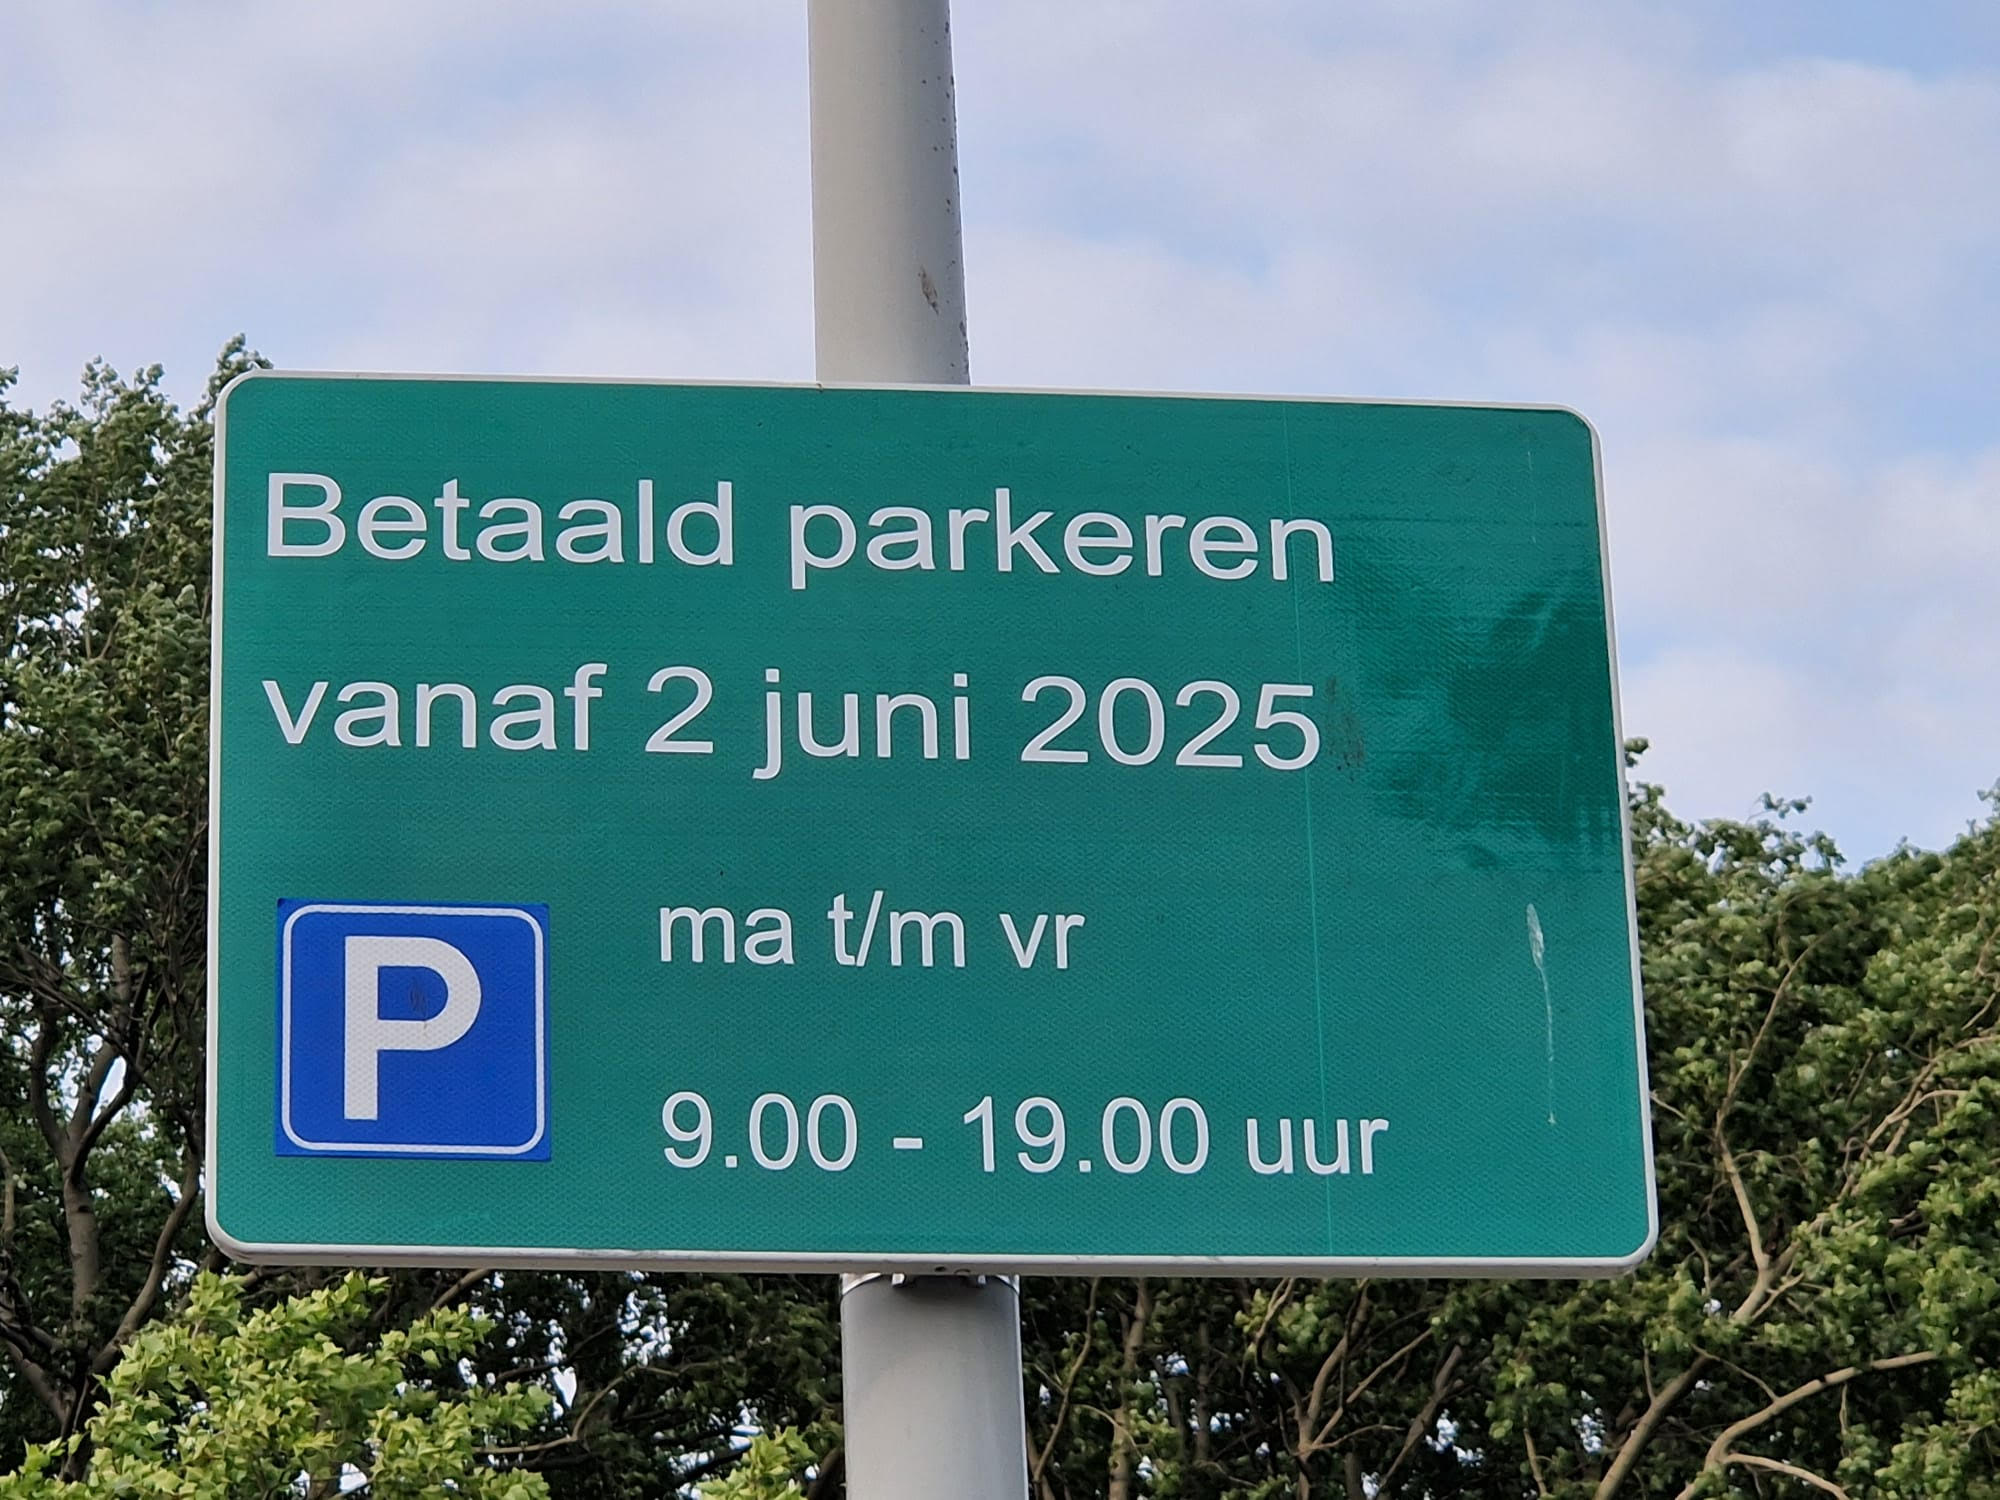 Betaald parkeren
vanaf 2 juni 2025
P
ma t/m vr
9.00 - 19.00 uur